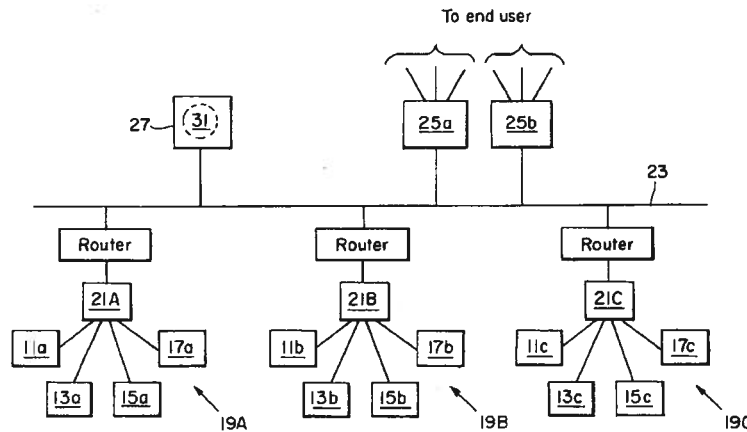 To end user
27
31
25a
25b
23
Router
Router
Router
21A
21B
21C
11a
17a
11b
17b
11c
17c
13a
15a
13b
15b
13c
15c
19A
19B
19C